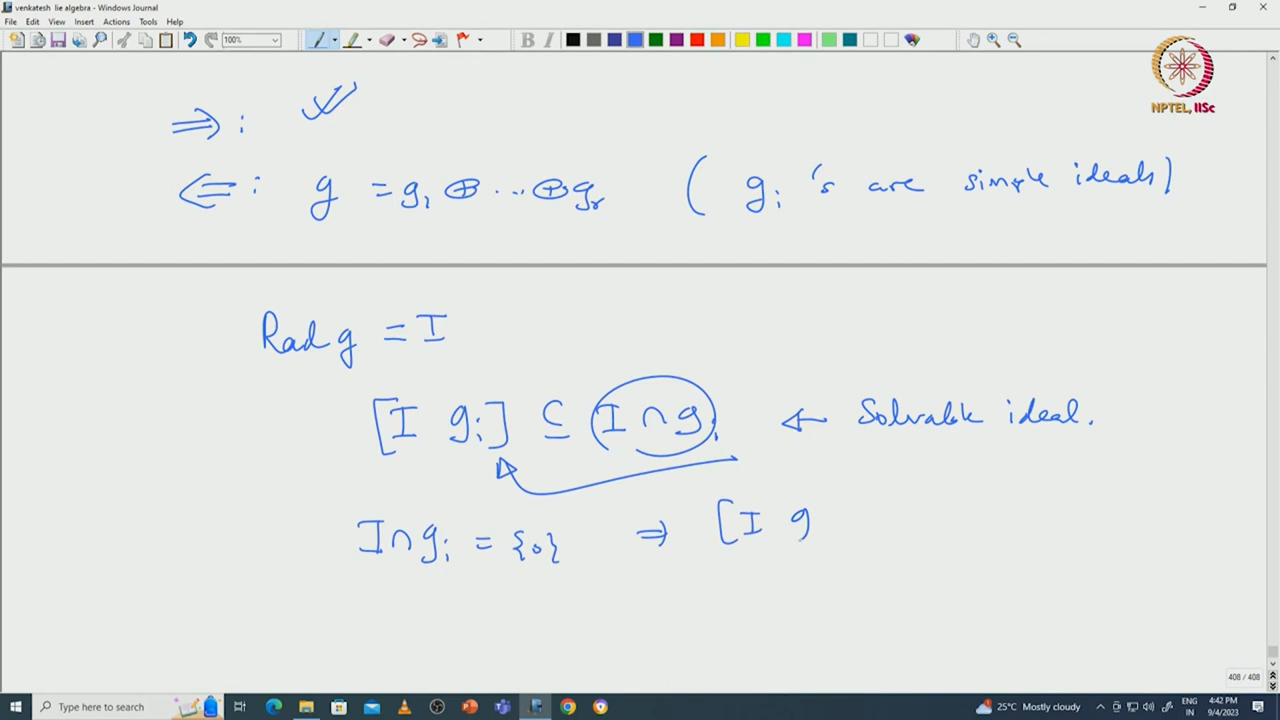 venkatesh lie algebra - Windows Journal
File Edit View Insert Actions Tools Help
100%
B I
NPTEL, IISc
⇒ : ✓
⇐ : g = g₁ ⊕ ... ⊕ gᵣ ( gᵢ 's are simple ideals)
Rad g = I
[I gᵢ] ⊆ I ∩ gᵢ ← Solvable ideal.
I ∩ gᵢ = {0} ⇒ [I g
408 / 408
Type here to search
25°C Mostly cloudy
ENG
IN
4:42 PM
9/4/2023